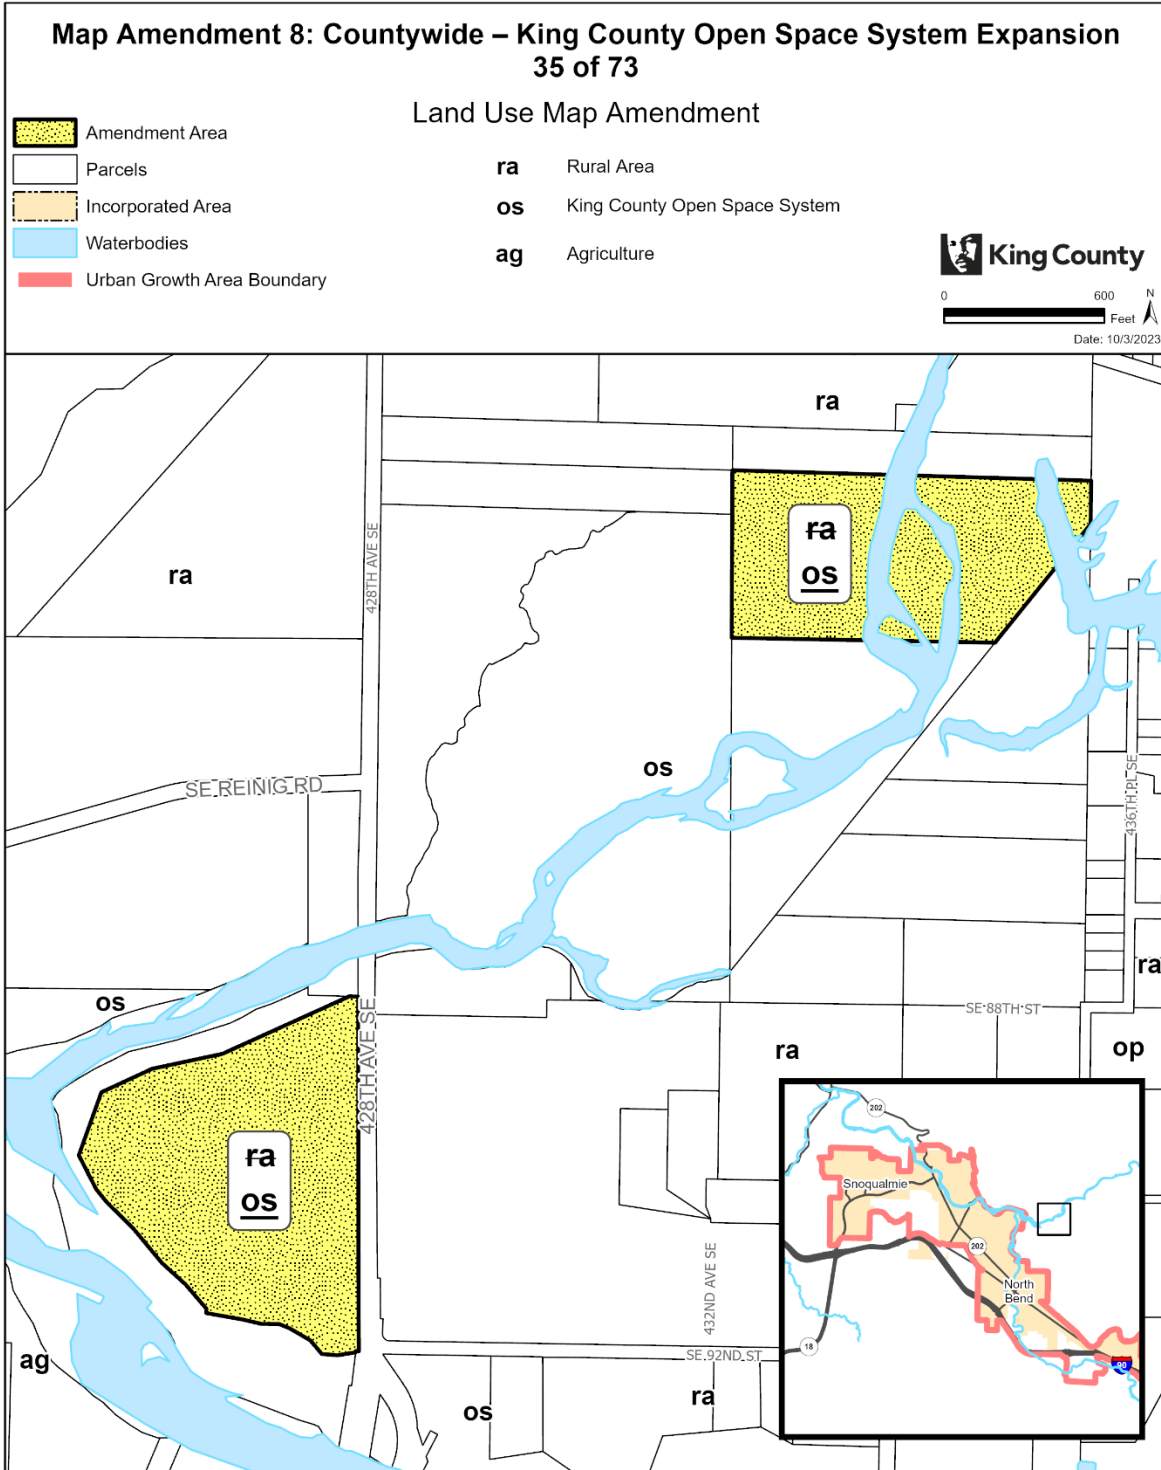 Map Amendment 8: Countywide – King County Open Space System Expansion
35 of 73
Land Use Map Amendment
Amendment Area
Parcels
Incorporated Area
Waterbodies
Urban Growth Area Boundary
ra Rural Area
os King County Open Space System
ag Agriculture
King County
0 600 N
Feet
Date: 10/3/2023
ra
ra
os
428TH AVE SE
ra
os
SE REINIG RD
436TH PL SE
ra
os
SE 88TH ST
428TH AVE SE
ra
op
202
ra
os
Snoqualmie
202
432ND AVE SE
North
Bend
18
SE 92ND ST
90
ag
ra
os